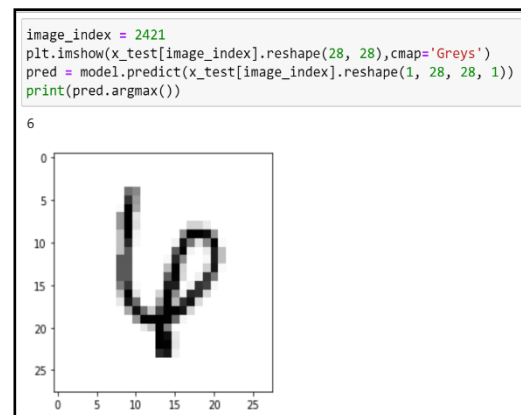 image_index = 2421
plt.imshow(x_test[image_index].reshape(28, 28),cmap='Greys')
pred = model.predict(x_test[image_index].reshape(1, 28, 28, 1))
print(pred.argmax())
6
0
5
10
15
20
25
0 5 10 15 20 25